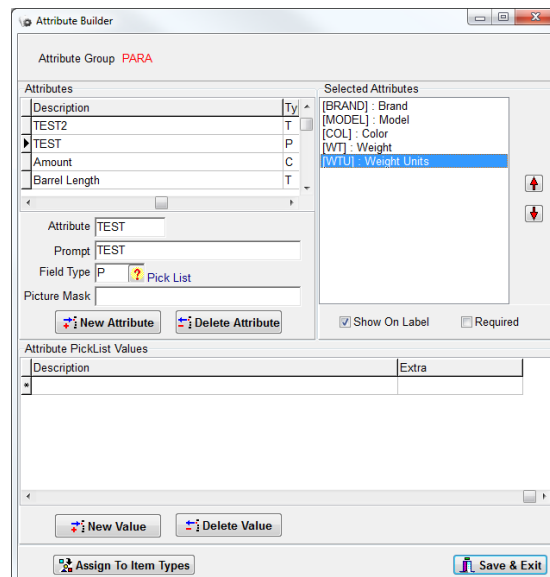 Attribute Builder
Attribute Group PARA
Attributes
Description Ty
TEST2 T
TEST P
Amount C
Barrel Length T
Attribute TEST
Prompt TEST
Field Type P ? Pick List
Picture Mask
New Attribute Delete Attribute
Selected Attributes
[BRAND] : Brand
[MODEL] : Model
[COL] : Color
[WT] : Weight
[WTU] : Weight Units
Show On Label Required
Attribute PickList Values
Description Extra
*
New Value Delete Value
Assign To Item Types Save & Exit